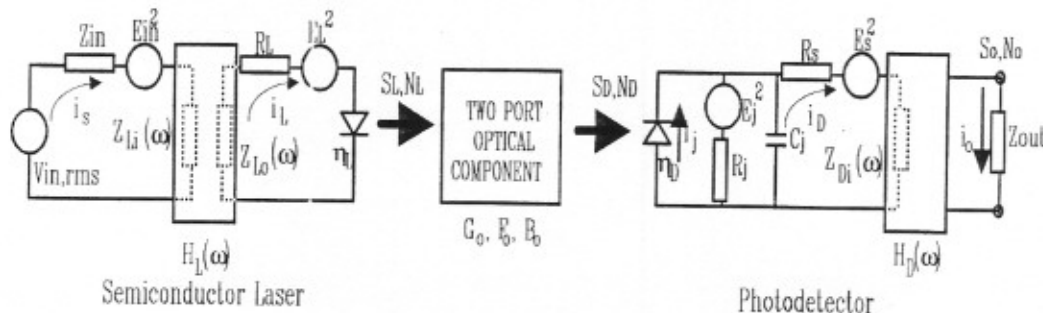 Zin
Ein²
RL
EL²
is
ZLi(ω)
iL
ZLo(ω)
ηL
Vin,rms
HL(ω)
Semiconductor Laser
SL,NL
TWO PORT
OPTICAL
COMPONENT
Go, Fo, Bo
SD,ND
Rs
Es²
So,No
Ej²
ij
iD
Cj
ηD
Rj
ZDi(ω)
io
Zout
HD(ω)
Photodetector